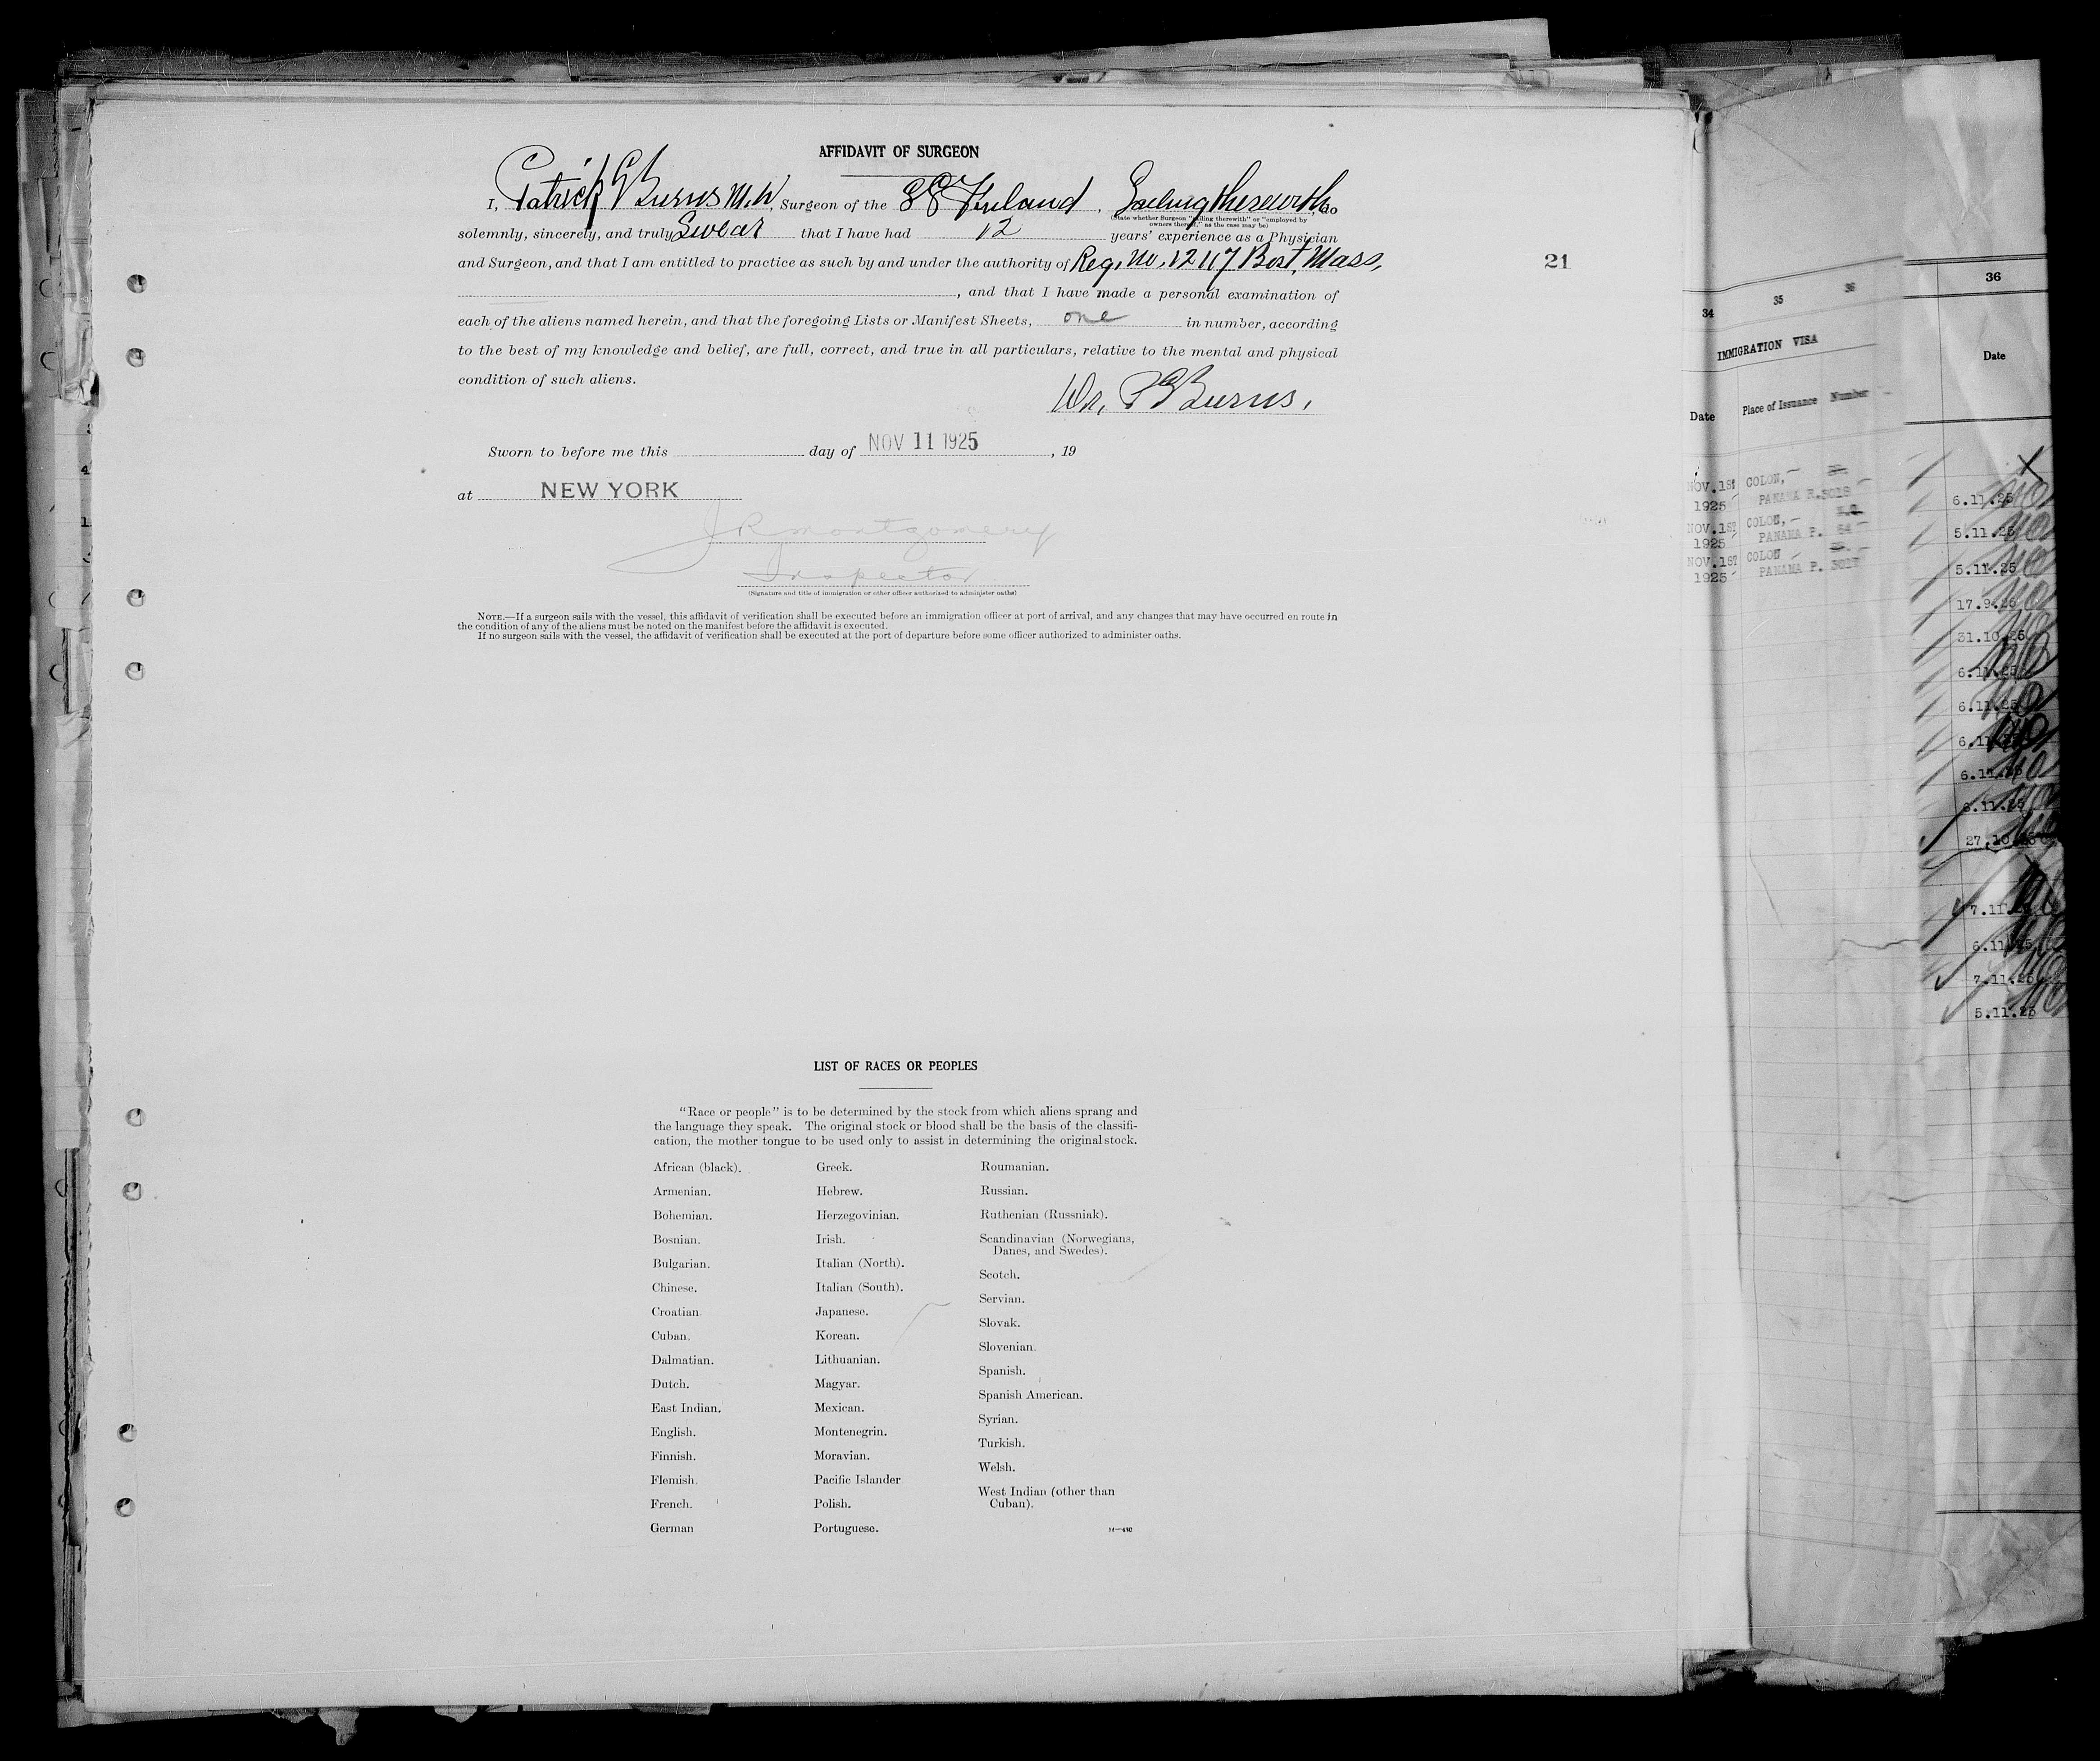 AFFIDAVIT OF SURGEON
I, Patrick G Burns M.D, Surgeon of the SS Finland, Sailing therewith, do
(State whether Surgeon "sailing therewith" or "employed by
owners thereof," as the case may be)
solemnly, sincerely, and truly Swear that I have had 12 years' experience as a Physician
and Surgeon, and that I am entitled to practice as such by and under the authority of Reg. No. Bost. Mass.
, and that I have made a personal examination of
each of the aliens named herein, and that the foregoing Lists or Manifest Sheets, one in number, according
to the best of my knowledge and belief, are full, correct, and true in all particulars, relative to the mental and physical
condition of such aliens.
Dr. P G Burns.
Sworn to before me this day of NOV 11 1925, 19
at NEW YORK
J R Montgomery
Inspector
(Signature and title of immigration or other officer authorized to administer oaths)
NOTE.—If a surgeon sails with the vessel, this affidavit of verification shall be executed before an immigration officer at port of arrival, and any changes that may have occurred en route in
the condition of any of the aliens must be noted on the manifest before the affidavit is executed.
If no surgeon sails with the vessel, the affidavit of verification shall be executed at the port of departure before some officer authorized to administer oaths.
21
LIST OF RACES OR PEOPLES
"Race or people" is to be determined by the stock from which aliens sprang and
the language they speak. The original stock or blood shall be the basis of the classifi-
cation, the mother tongue to be used only to assist in determining the original stock.
African (black).
Armenian.
Bohemian.
Bosnian.
Bulgarian.
Chinese.
Croatian.
Cuban.
Dalmatian.
Dutch.
East Indian.
English.
Finnish.
Flemish.
French.
German
Greek.
Hebrew.
Herzegovinian.
Irish.
Italian (North).
Italian (South).
Japanese.
Korean.
Lithuanian.
Magyar.
Mexican.
Montenegrin.
Moravian.
Pacific Islander
Polish.
Portuguese.
Roumanian.
Russian.
Ruthenian (Russniak).
Scandinavian (Norwegians,
Danes, and Swedes).
Scotch.
Servian.
Slovak.
Slovenian.
Spanish.
Spanish American.
Syrian.
Turkish.
Welsh.
West Indian (other than
Cuban).
34 35 36
IMMIGRATION VISA
Date Place of Issuance Number
NOV.1st COLON,
1925 PANAMA
NOV.1st COLON,
1925 PANAMA P.
NOV.1st COLON
1925 PANAMA P.
36
Date
X
6.11.25
5.11.25
5.11.25
17.9.25
31.10.25
6.11.25
6.11.25
6.11.25
6.11.25
27.10.25
7.11.
6.11.25
7.11.25
5.11.25